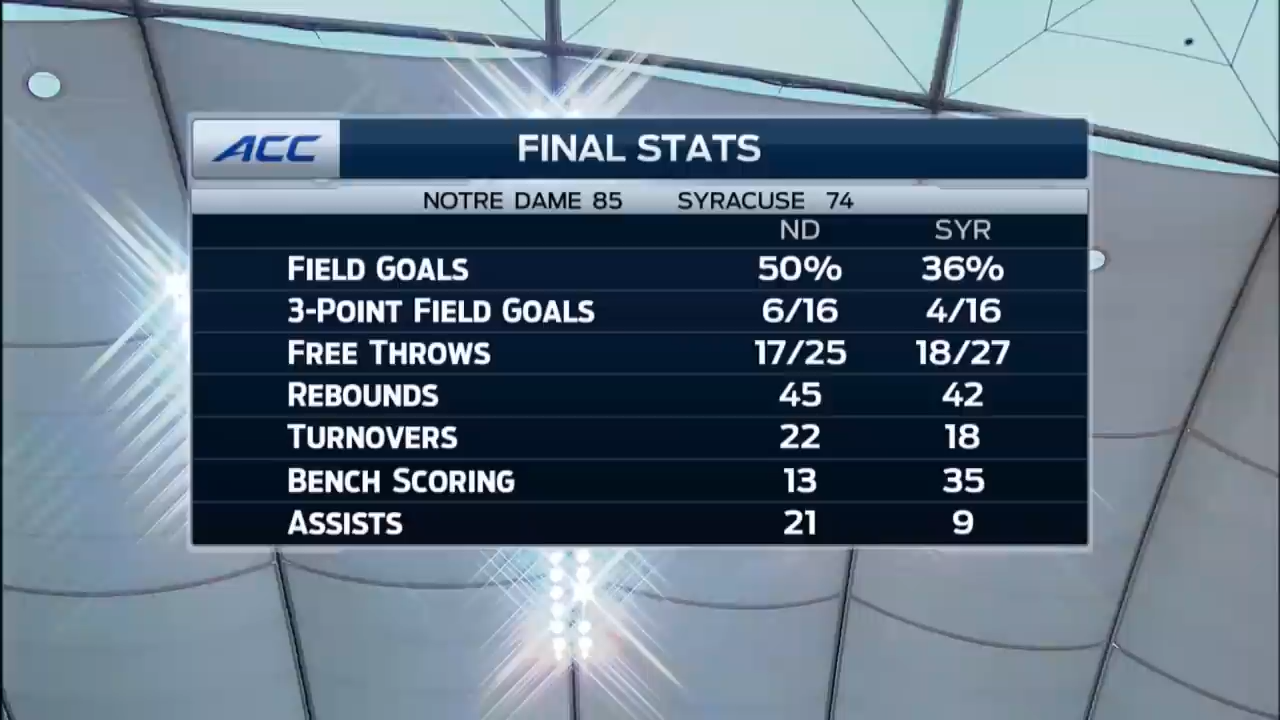 ACC FINAL STATS
NOTRE DAME 85 SYRACUSE 74
ND SYR
FIELD GOALS 50% 36%
3-POINT FIELD GOALS 6/16 4/16
FREE THROWS 17/25 18/27
REBOUNDS 45 42
TURNOVERS 22 18
BENCH SCORING 13 35
ASSISTS 21 9